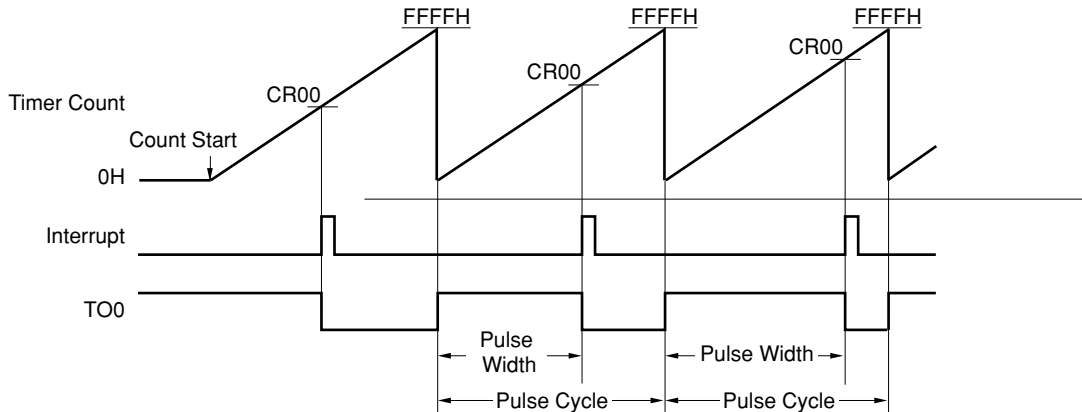 FFFFH
FFFFH
FFFFH
CR00
CR00
CR00
Timer Count
Count Start
0H
Interrupt
TO0
Pulse
Width
Pulse Width
Pulse Cycle
Pulse Cycle